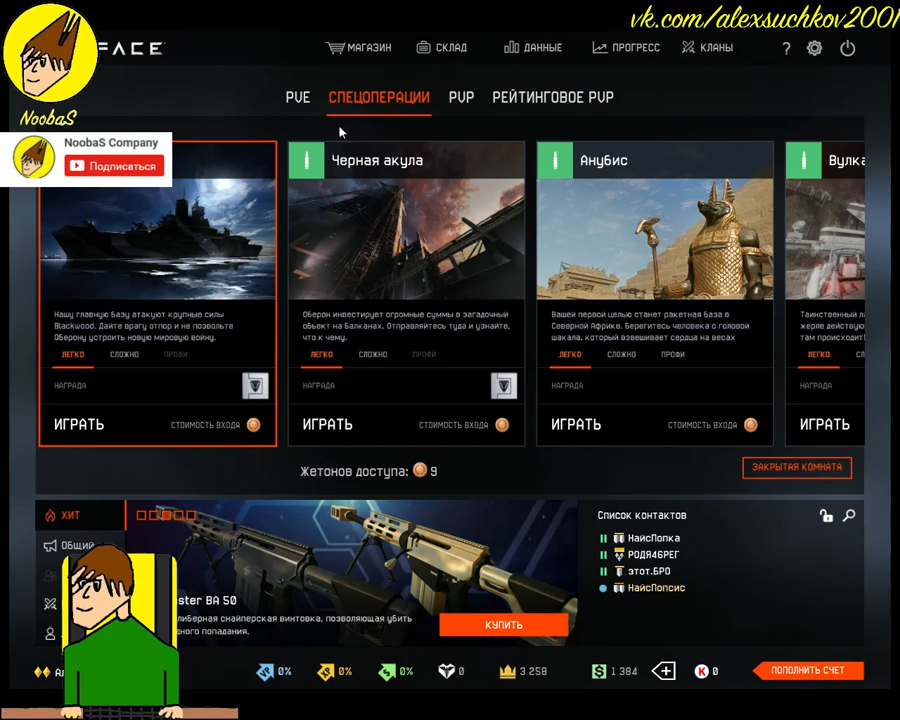 vk.com/alexsuchkov2001
FACE
МАГАЗИН
СКЛАД
ДАННЫЕ
ПРОГРЕСС
КЛАНЫ
?
NoobaS
PVE
СПЕЦОПЕРАЦИИ
PVP
РЕЙТИНГОВОЕ PVP
NoobaS Company
Подписаться
Черная акула
Анубис
Вулка
Нашу главную базу атакуют крупные силы
Blackwood. Дайте врагу отпор и не позвольте
Оберону устроить новую мировую войну.
ЛЕГКО СЛОЖНО ПРОФИ
НАГРАДА
ИГРАТЬ
СТОИМОСТЬ ВХОДА
Оберон инвестирует огромные суммы в загадочный
объект на Балканах. Отправляйтесь туда и узнайте,
что к чему.
ЛЕГКО СЛОЖНО ПРОФИ
НАГРАДА
ИГРАТЬ
СТОИМОСТЬ ВХОДА
Вашей первой целью станет ракетная База в
Северной Африке. Берегитесь человека с головой
шакала, который взвешивает сердца на весах
ЛЕГКО СЛОЖНО ПРОФИ
НАГРАДА
ИГРАТЬ
СТОИМОСТЬ ВХОДА
Таинственный л
жерле действую
там происходит
ЛЕГКО СЛ
НАГРАДА
ИГРАТЬ
Жетонов доступа: 9
ЗАКРЫТАЯ КОМНАТА
ХИТ
Общий
ster BA 50
либерная снайперская винтовка, позволяющая убить
дного попадания.
КУПИТЬ
Список контактов
НайсПопка
РОДЯ46РЕГ
этот.БРО
НайсПопсис
Ал
0%
0%
0%
0
3 258
1 384
K 0
ПОПОЛНИТЬ СЧЕТ